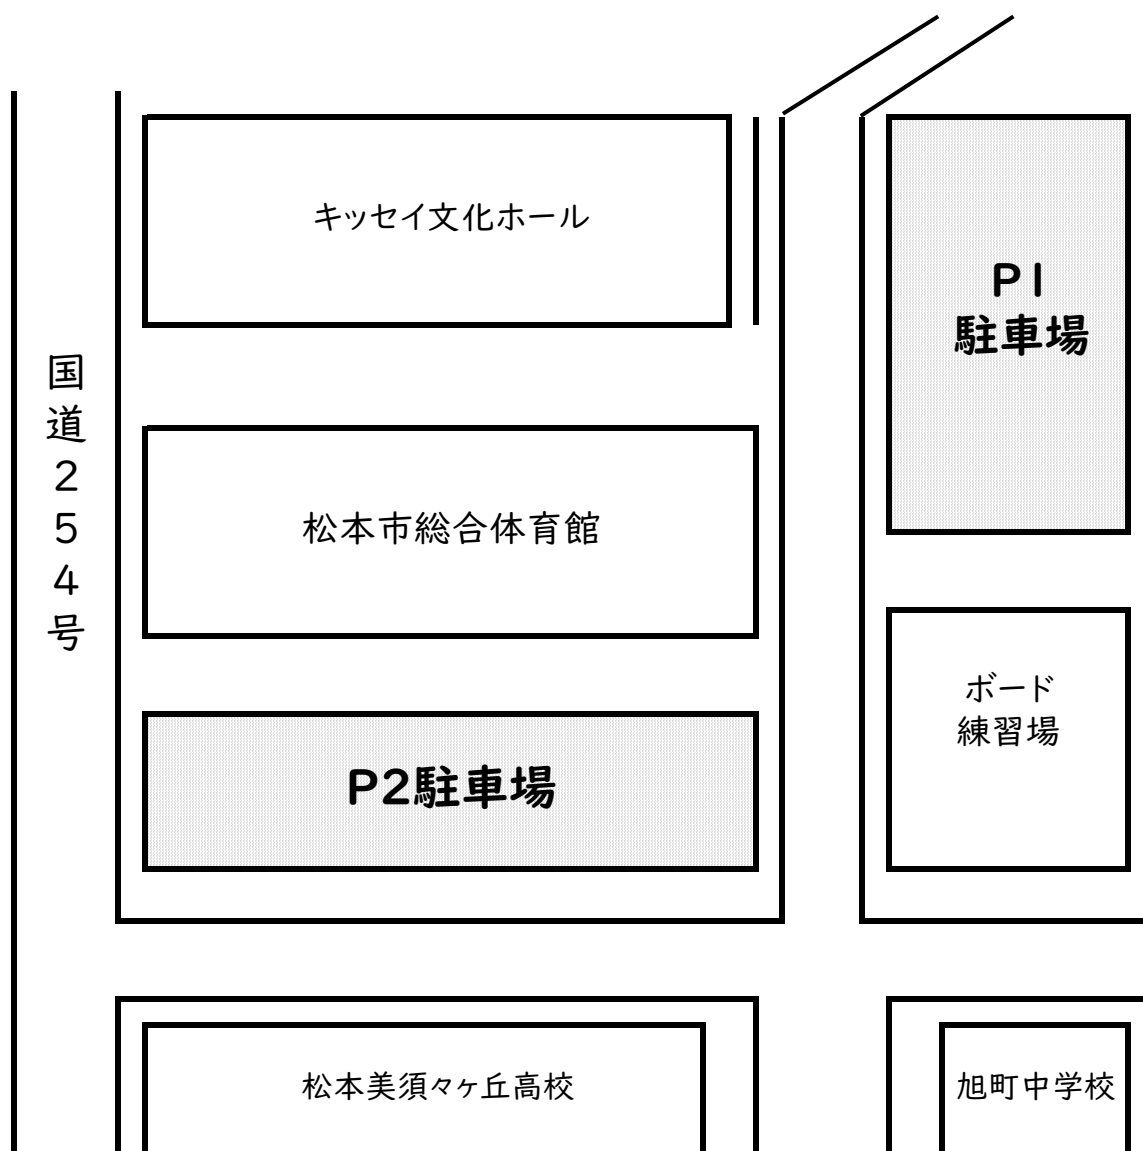 キッセイ文化ホール
P1
駐車場
国道254号
松本市総合体育館
ボード
練習場
P2駐車場
松本美須々ヶ丘高校
旭町中学校